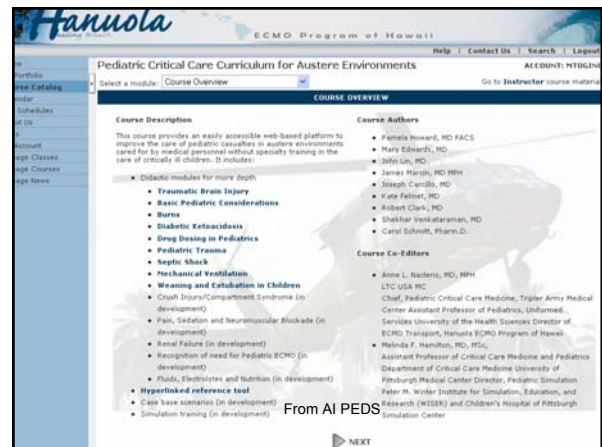 Hanuola
ECMO Program of Hawaii
Help | Contact Us | Search | Logout
Pediatric Critical Care Curriculum for Austere Environments
Select a module: Course Overview
Go to Instructor course material
COURSE OVERVIEW
Course Description
This course provides an easily accessible web-based platform to
improve the care of pediatric casualties in austere environments
cared for by medical personnel without specialty training in the
care of critically ill children. It includes:
• Didactic modules for more depth
• Traumatic Brain Injury
• Basic Pediatric Considerations
• Burns
• Diabetic Ketoacidosis
• Drug Dosing in Pediatrics
• Pediatric Trauma
• Septic Shock
• Mechanical Ventilation
• Weaning and Extubation in Children
• Crush Injury/Compartment Syndrome (in
development)
• Pain, Sedation and Neuromuscular Blockade (in
development)
• Renal Failure (in development)
• Recognition of need for Pediatric ECMO (in
development)
• Fluids, Electrolytes and Nutrition (in development)
• Hyperlinked reference tool
• Case base scenarios (in development)
• Simulation training (in development)
Course Authors
• Pamela Howard, MD FACS
• Mary Edwards, MD
• John Lin, MD
• James Marcin, MD MPH
• Joseph Carcillo, MD
• Kate Felmet, MD
• Robert Clark, MD
• Shekhar Venkataraman, MD
• Carol Schmitt, Pharm.D.
Course Co-Editors
• Anne L. Naclerio, MD, MPH
LTC USA MC
Chief, Pediatric Critical Care Medicine, Tripler Army Medical
Center Assistant Professor of Pediatrics, Uniformed
Services University of the Health Sciences Director of
ECMO Transport, Hanuola ECMO Program of Hawaii
• Melinda F. Hamilton, MD, MSc,
Assistant Professor of Critical Care Medicine and Pediatrics
Department of Critical Care Medicine University of
Pittsburgh Medical Center Director, Pediatric Simulation
Peter M. Winter Institute for Simulation, Education, and
Research (WISER) and Children's Hospital of Pittsburgh
Simulation Center
From AI PEDS
NEXT